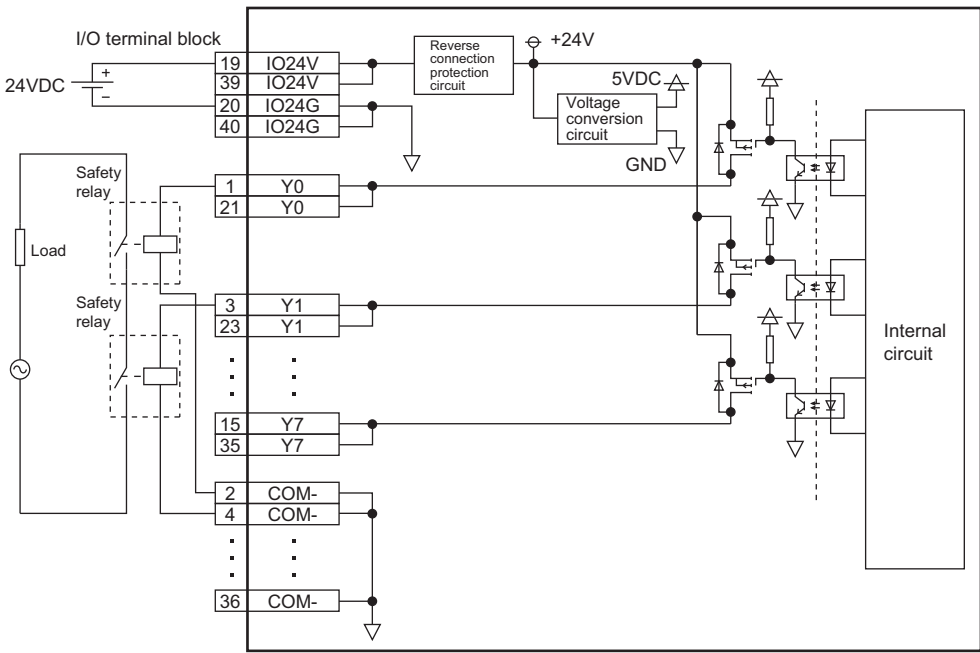 I/O terminal block
24VDC
+
−
19 IO24V
39 IO24V
20 IO24G
40 IO24G
Reverse
connection
protection
circuit
+24V
5VDC
Voltage
conversion
circuit
GND
Safety
relay
1 Y0
21 Y0
Load
Safety
relay
3 Y1
23 Y1
15 Y7
35 Y7
2 COM-
4 COM-
36 COM-
Internal
circuit